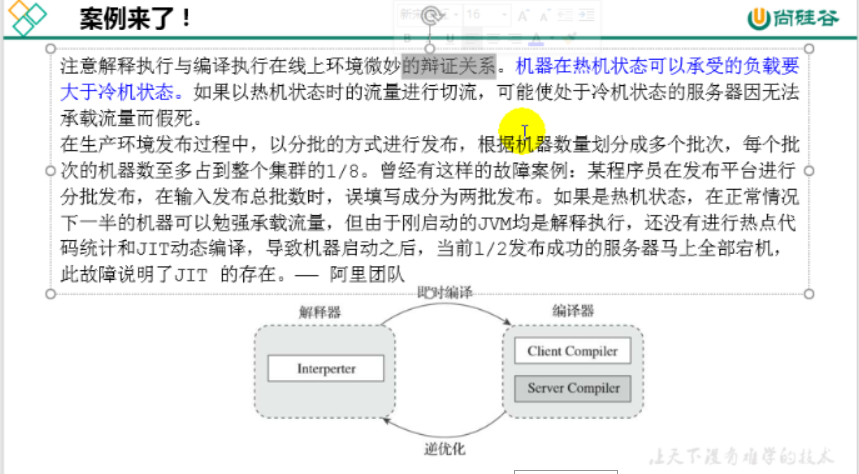 案例来了！
尚硅谷
16
注意解释执行与编译执行在线上环境微妙的辩证关系。机器在热机状态可以承受的负载要
大于冷机状态。如果以热机状态时的流量进行切流，可能使处于冷机状态的服务器因无法
承载流量而假死。
在生产环境发布过程中，以分批的方式进行发布，根据机器数量划分成多个批次，每个批
次的机器数至多占到整个集群的1/8。曾经有这样的故障案例：某程序员在发布平台进行
分批发布，在输入发布总批数时，误填写成分为两批发布。如果是热机状态，在正常情况
下一半的机器可以勉强承载流量，但由于刚启动的JVM均是解释执行，还没有进行热点代
码统计和JIT动态编译，导致机器启动之后，当前1/2发布成功的服务器马上全部宕机，
此故障说明了JIT 的存在。—— 阿里团队
即时编译
解释器
编译器
Interperter
Client Compiler
Server Compiler
逆优化
让天下没有难学的技术